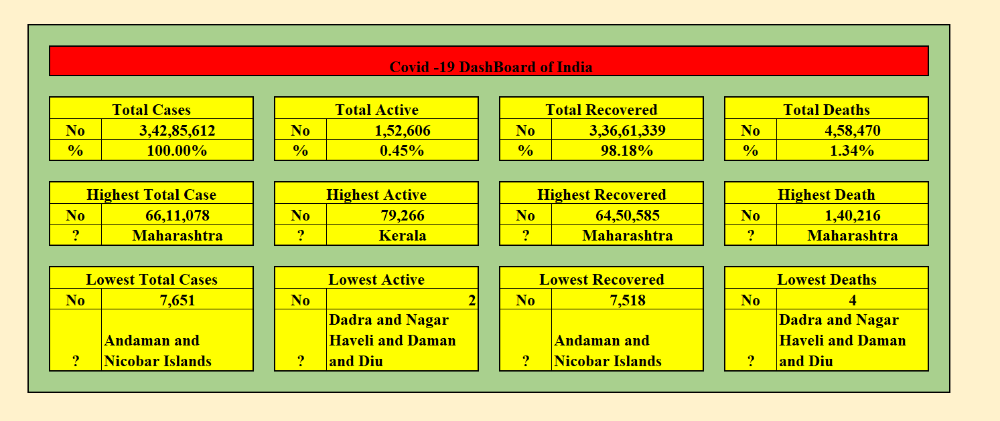 Covid -19 DashBoard of India
Total Cases
No 3,42,85,612
% 100.00%
Total Active
No 1,52,606
% 0.45%
Total Recovered
No 3,36,61,339
% 98.18%
Total Deaths
No 4,58,470
% 1.34%
Highest Total Case
No 66,11,078
? Maharashtra
Highest Active
No 79,266
? Kerala
Highest Recovered
No 64,50,585
? Maharashtra
Highest Death
No 1,40,216
? Maharashtra
Lowest Total Cases
No 7,651
Andaman and
? Nicobar Islands
Lowest Active
No 2
Dadra and Nagar
Haveli and Daman
? and Diu
Lowest Recovered
No 7,518
Andaman and
? Nicobar Islands
Lowest Deaths
No 4
Dadra and Nagar
Haveli and Daman
? and Diu